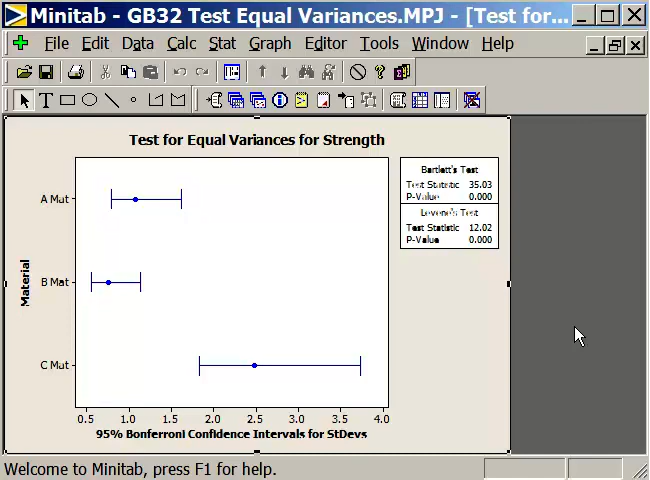 Minitab - GB32 Test Equal Variances.MPJ - [Test for...
File Edit Data Calc Stat Graph Editor Tools Window Help
Test for Equal Variances for Strength
Bartlett's Test
Test Statistic 35.03
P-Value 0.000
Levene's Test
Test Statistic 12.02
P-Value 0.000
A Mat
B Mat
C Mat
Material
0.5 1.0 1.5 2.0 2.5 3.0 3.5 4.0
95% Bonferroni Confidence Intervals for StDevs
Welcome to Minitab, press F1 for help.